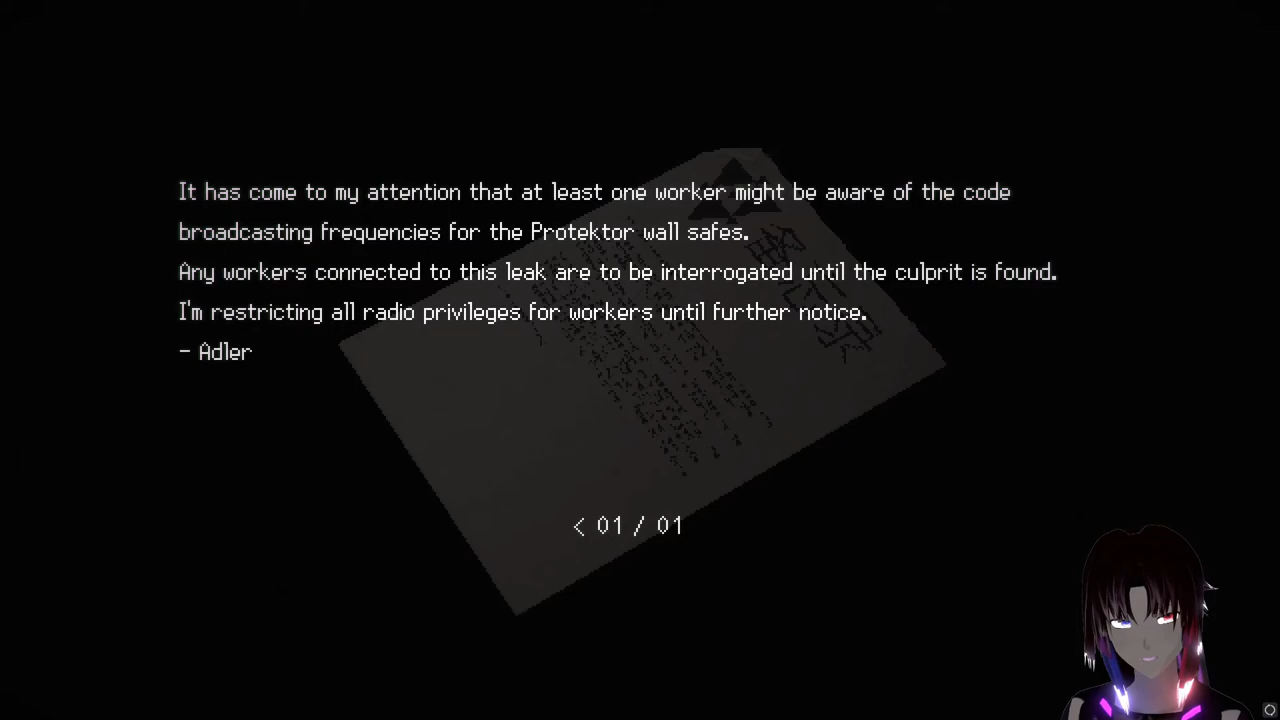 It has come to my attention that at least one worker might be aware of the code
broadcasting frequencies for the Protektor wall safes.
Any workers connected to this leak are to be interrogated until the culprit is found.
I'm restricting all radio privileges for workers until further notice.
- Adler
< 01 / 01